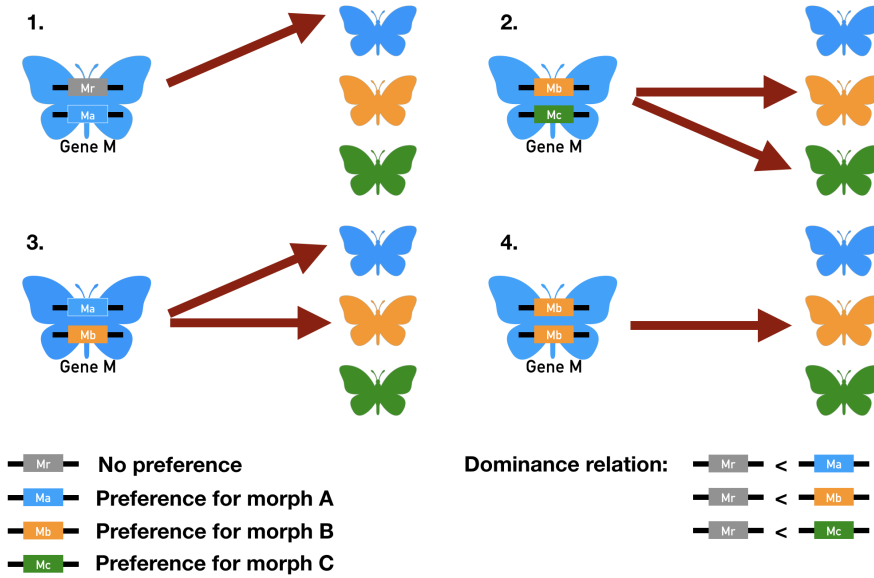 1.
Mr
Ma
Gene M
2.
Mb
Mc
Gene M
3.
Ma
Mb
Gene M
4.
Mb
Mb
Gene M
Mr No preference
Ma Preference for morph A
Mb Preference for morph B
Mc Preference for morph C
Dominance relation: Mr < Ma
Mr < Mb
Mr < Mc